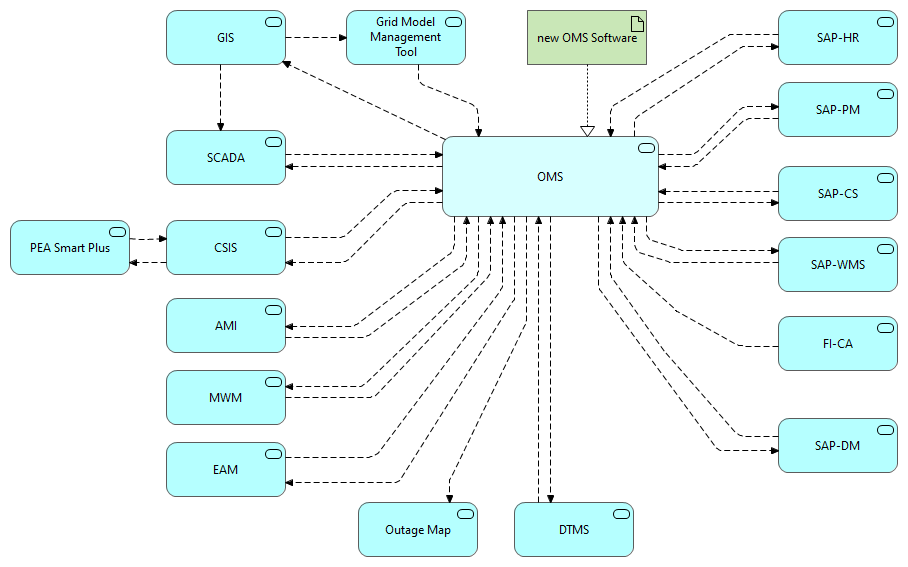 GIS
Grid Model
Management
Tool
new OMS Software
SAP-HR
SAP-PM
SCADA
OMS
SAP-CS
PEA Smart Plus
CSIS
SAP-WMS
AMI
FI-CA
MWM
SAP-DM
EAM
Outage Map
DTMS